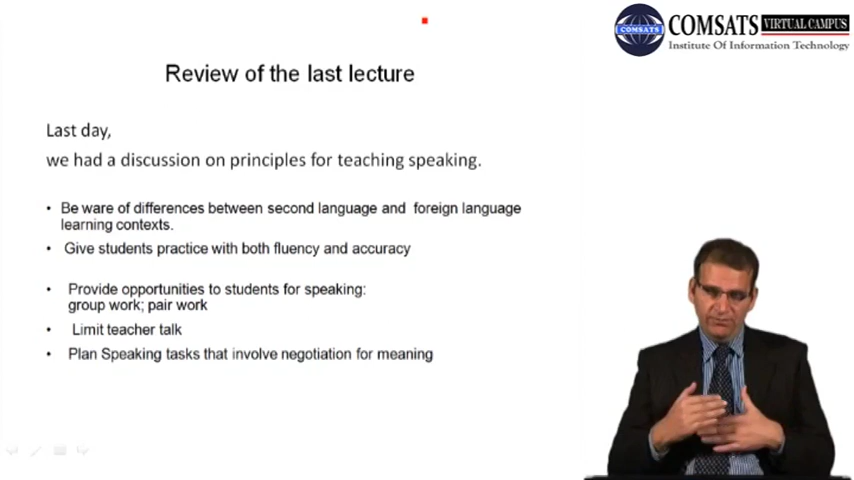 COMSATS VIRTUAL CAMPUS
COMSATS
Institute Of Information Technology
Review of the last lecture
Last day,
we had a discussion on principles for teaching speaking.
• Be ware of differences between second language and foreign language
learning contexts.
• Give students practice with both fluency and accuracy
• Provide opportunities to students for speaking:
group work; pair work
• Limit teacher talk
• Plan Speaking tasks that involve negotiation for meaning